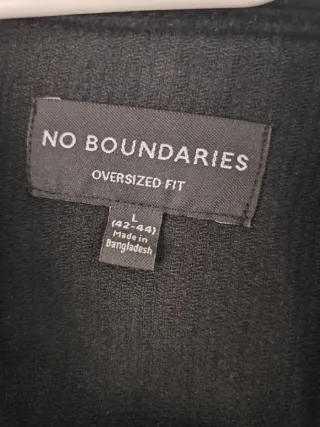 NO BOUNDARIES
OVERSIZED FIT
L
(42-44)
Made in
Bangladesh